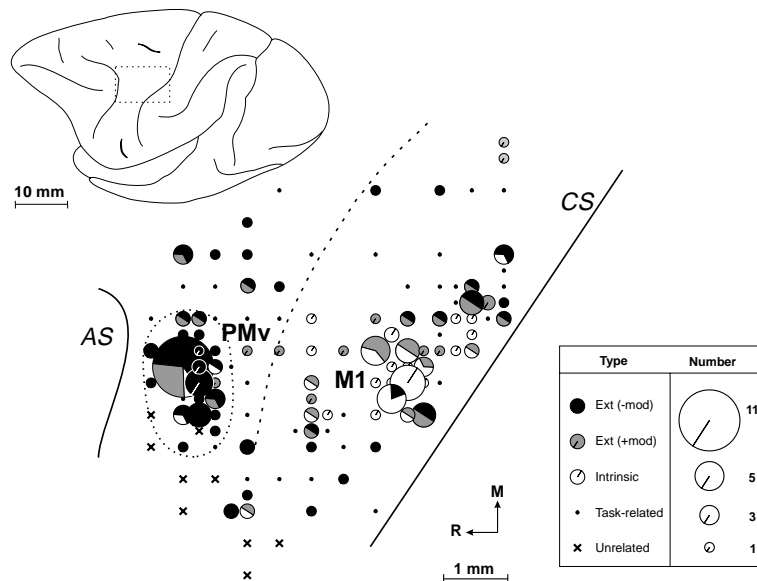 10 mm
CS
AS
PMv
M1
M
R
1 mm
Type Number
Ext (-mod) 11
Ext (+mod) 5
Intrinsic 3
Task-related
Unrelated 1